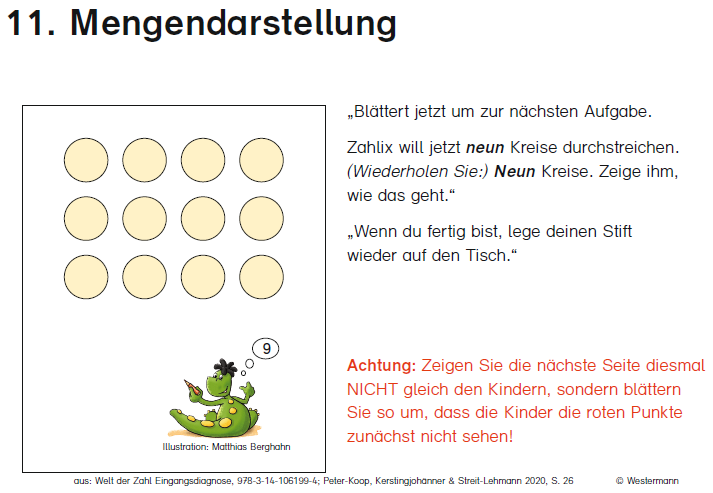 11. Mengendarstellung
„Blättert jetzt um zur nächsten Aufgabe.
Zahlix will jetzt neun Kreise durchstreichen.
(Wiederholen Sie:) Neun Kreise. Zeige ihm,
wie das geht.“
„Wenn du fertig bist, lege deinen Stift
wieder auf den Tisch.“
9
Illustration: Matthias Berghahn
Achtung: Zeigen Sie die nächste Seite diesmal
NICHT gleich den Kindern, sondern blättern
Sie so um, dass die Kinder die roten Punkte
zunächst nicht sehen!
aus: Welt der Zahl Eingangsdiagnose, 978-3-14-106199-4; Peter-Koop, Kerstingjohänner & Streit-Lehmann 2020, S. 26 © Westermann